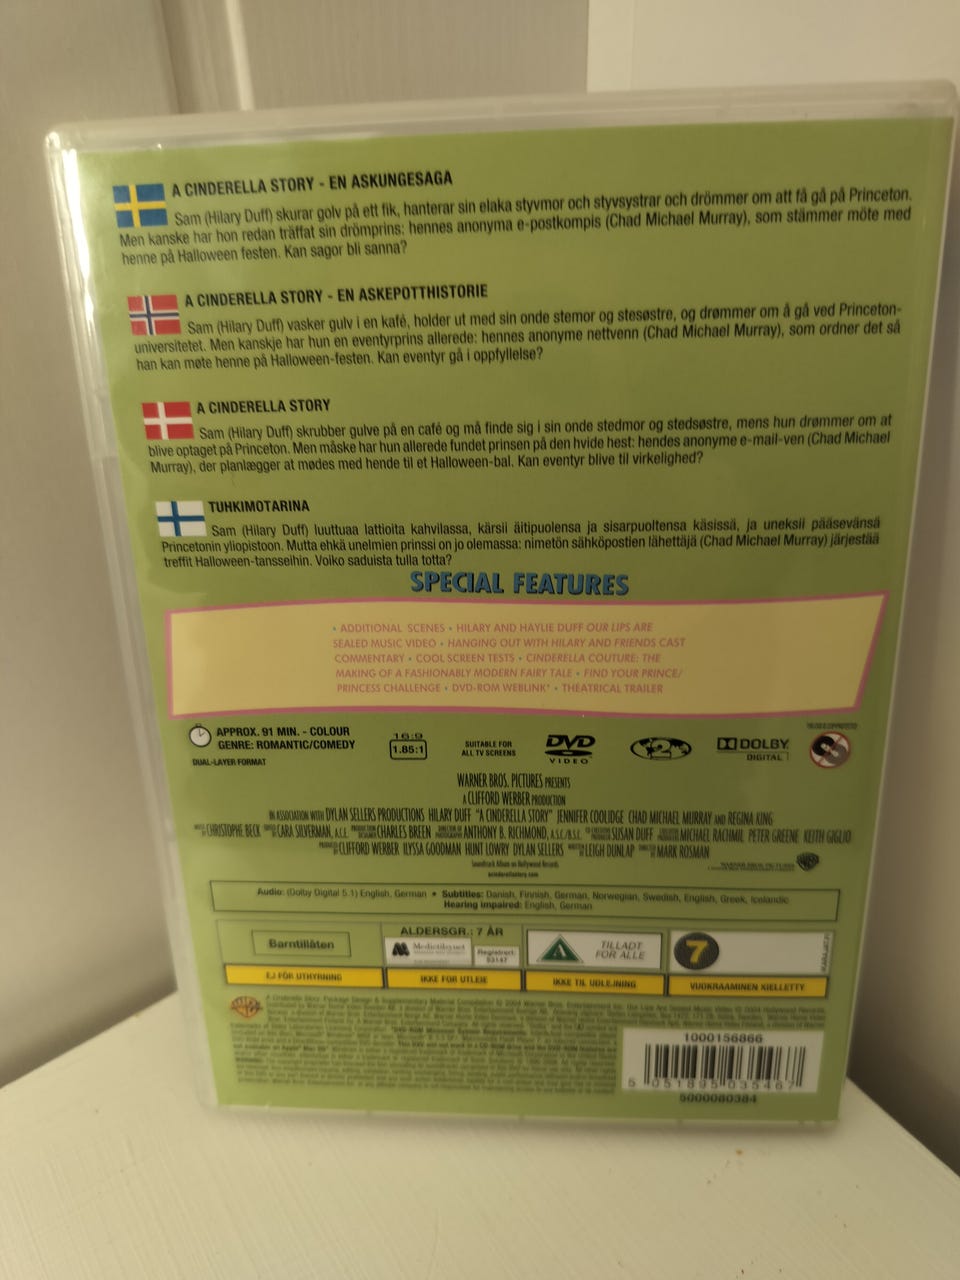 A CINDERELLA STORY - EN ASKUNGESAGA
Sam (Hilary Duff) skurar golv på ett fik, hanterar sin elaka styvmor och styvsystrar och drömmer om att få gå på Princeton.
Men kanske har hon redan träffat sin drömprins: hennes anonyma e-postkompis (Chad Michael Murray), som stämmer möte med
henne på Halloween festen. Kan sagor bli sanna?
A CINDERELLA STORY - EN ASKEPOTTHISTORIE
Sam (Hilary Duff) vasker gulv i en kafé, holder ut med sin onde stemor og stesøstre, og drømmer om å gå ved Princeton-
universitetet. Men kanskje har hun en eventyrprins allerede: hennes anonyme nettvenn (Chad Michael Murray), som ordner det så
han kan møte henne på Halloween-festen. Kan eventyr gå i oppfyllelse?
A CINDERELLA STORY
Sam (Hilary Duff) skrubber gulve på en café og må finde sig i sin onde stedmor og stedsøstre, mens hun drømmer om at
blive optaget på Princeton. Men måske har hun allerede fundet prinsen på den hvide hest: hendes anonyme e-mail-ven (Chad Michael
Murray), der planlægger at mødes med hende til et Halloween-bal. Kan eventyr blive til virkelighed?
TUHKIMOTARINA
Sam (Hilary Duff) luuttuaa lattioita kahvilassa, kärsii äitipuolensa ja sisarpuoltensa käsissä, ja uneksii pääsevänsä
Princetonin yliopistoon. Mutta ehkä unelmien prinssi on jo olemassa: nimetön sähköpostien lähettäjä (Chad Michael Murray) järjestää
treffit Halloween-tansseihin. Voiko saduista tulla totta?
SPECIAL FEATURES
• ADDITIONAL SCENES • HILARY AND HAYLIE DUFF OUR LIPS ARE
SEALED MUSIC VIDEO • HANGING OUT WITH HILARY AND FRIENDS CAST
COMMENTARY • COOL SCREEN TESTS • CINDERELLA COUTURE: THE
MAKING OF A FASHIONABLY MODERN FAIRY TALE • FIND YOUR PRINCE/
PRINCESS CHALLENGE • DVD-ROM WEBLINK* • THEATRICAL TRAILER
APPROX. 91 MIN. - COLOUR
GENRE: ROMANTIC/COMEDY
DUAL-LAYER FORMAT
16:9
1.85:1
SUITABLE FOR
ALL TV SCREENS
DVD
VIDEO
2
DOLBY
DIGITAL
WARNER BROS. PICTURES PRESENTS
A CLIFFORD WERBER PRODUCTION
IN ASSOCIATION WITH DYLAN SELLERS PRODUCTIONS HILARY DUFF "A CINDERELLA STORY" JENNIFER COOLIDGE CHAD MICHAEL MURRAY AND REGINA KING
CHRISTOPHE BECK CARA SILVERMAN, A.C.E. CHARLES BREEN ANTHONY B. RICHMOND, A.S.C./B.S.C. SUSAN DUFF MICHAEL RACHMIL PETER GREENE KEITH GIGLIO
CLIFFORD WERBER ILYSSA GOODMAN HUNT LOWRY DYLAN SELLERS LEIGH DUNLAP MARK ROSMAN
Soundtrack Album on Hollywood Records
acinderellastory.com
WARNER BROS. PICTURES
Audio: (Dolby Digital 5.1) English, German • Subtitles: Danish, Finnish, German, Norwegian, Swedish, English, Greek, Icelandic
Hearing impaired: English, German
Barntillåten
ALDERSGR.: 7 ÅR
Medietilsynet
Registrert:
53147
A
TILLADT
FOR ALLE
7
EJ FÖR UTHYRNING
IKKE FOR UTLEIE
IKKE TIL UDLEJNING
VUOKRAAMINEN KIELLETTY
1000156866
5 051895 035467
5000080384